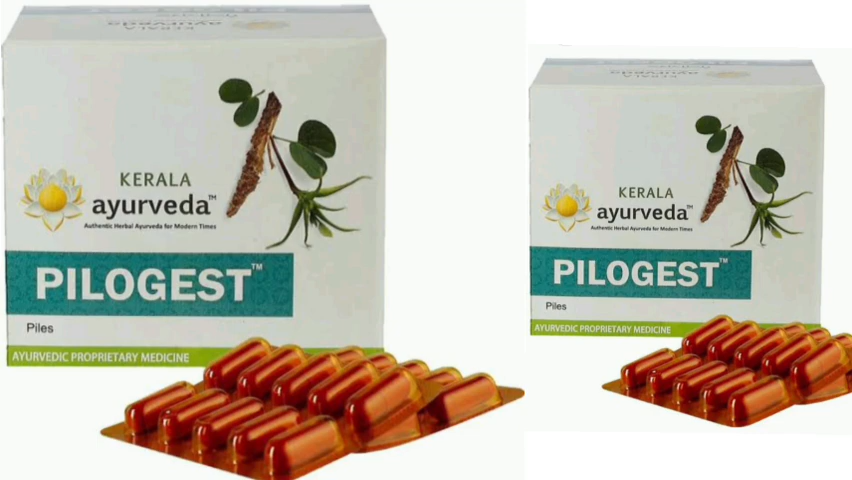 KERALA
ayurveda™
Authentic Herbal Ayurveda for Modern Times
PILOGEST™
Piles
AYURVEDIC PROPRIETARY MEDICINE
KERALA
ayurveda™
Authentic Herbal Ayurveda for Modern Times
PILOGEST™
Piles
AYURVEDIC PROPRIETARY MEDICINE